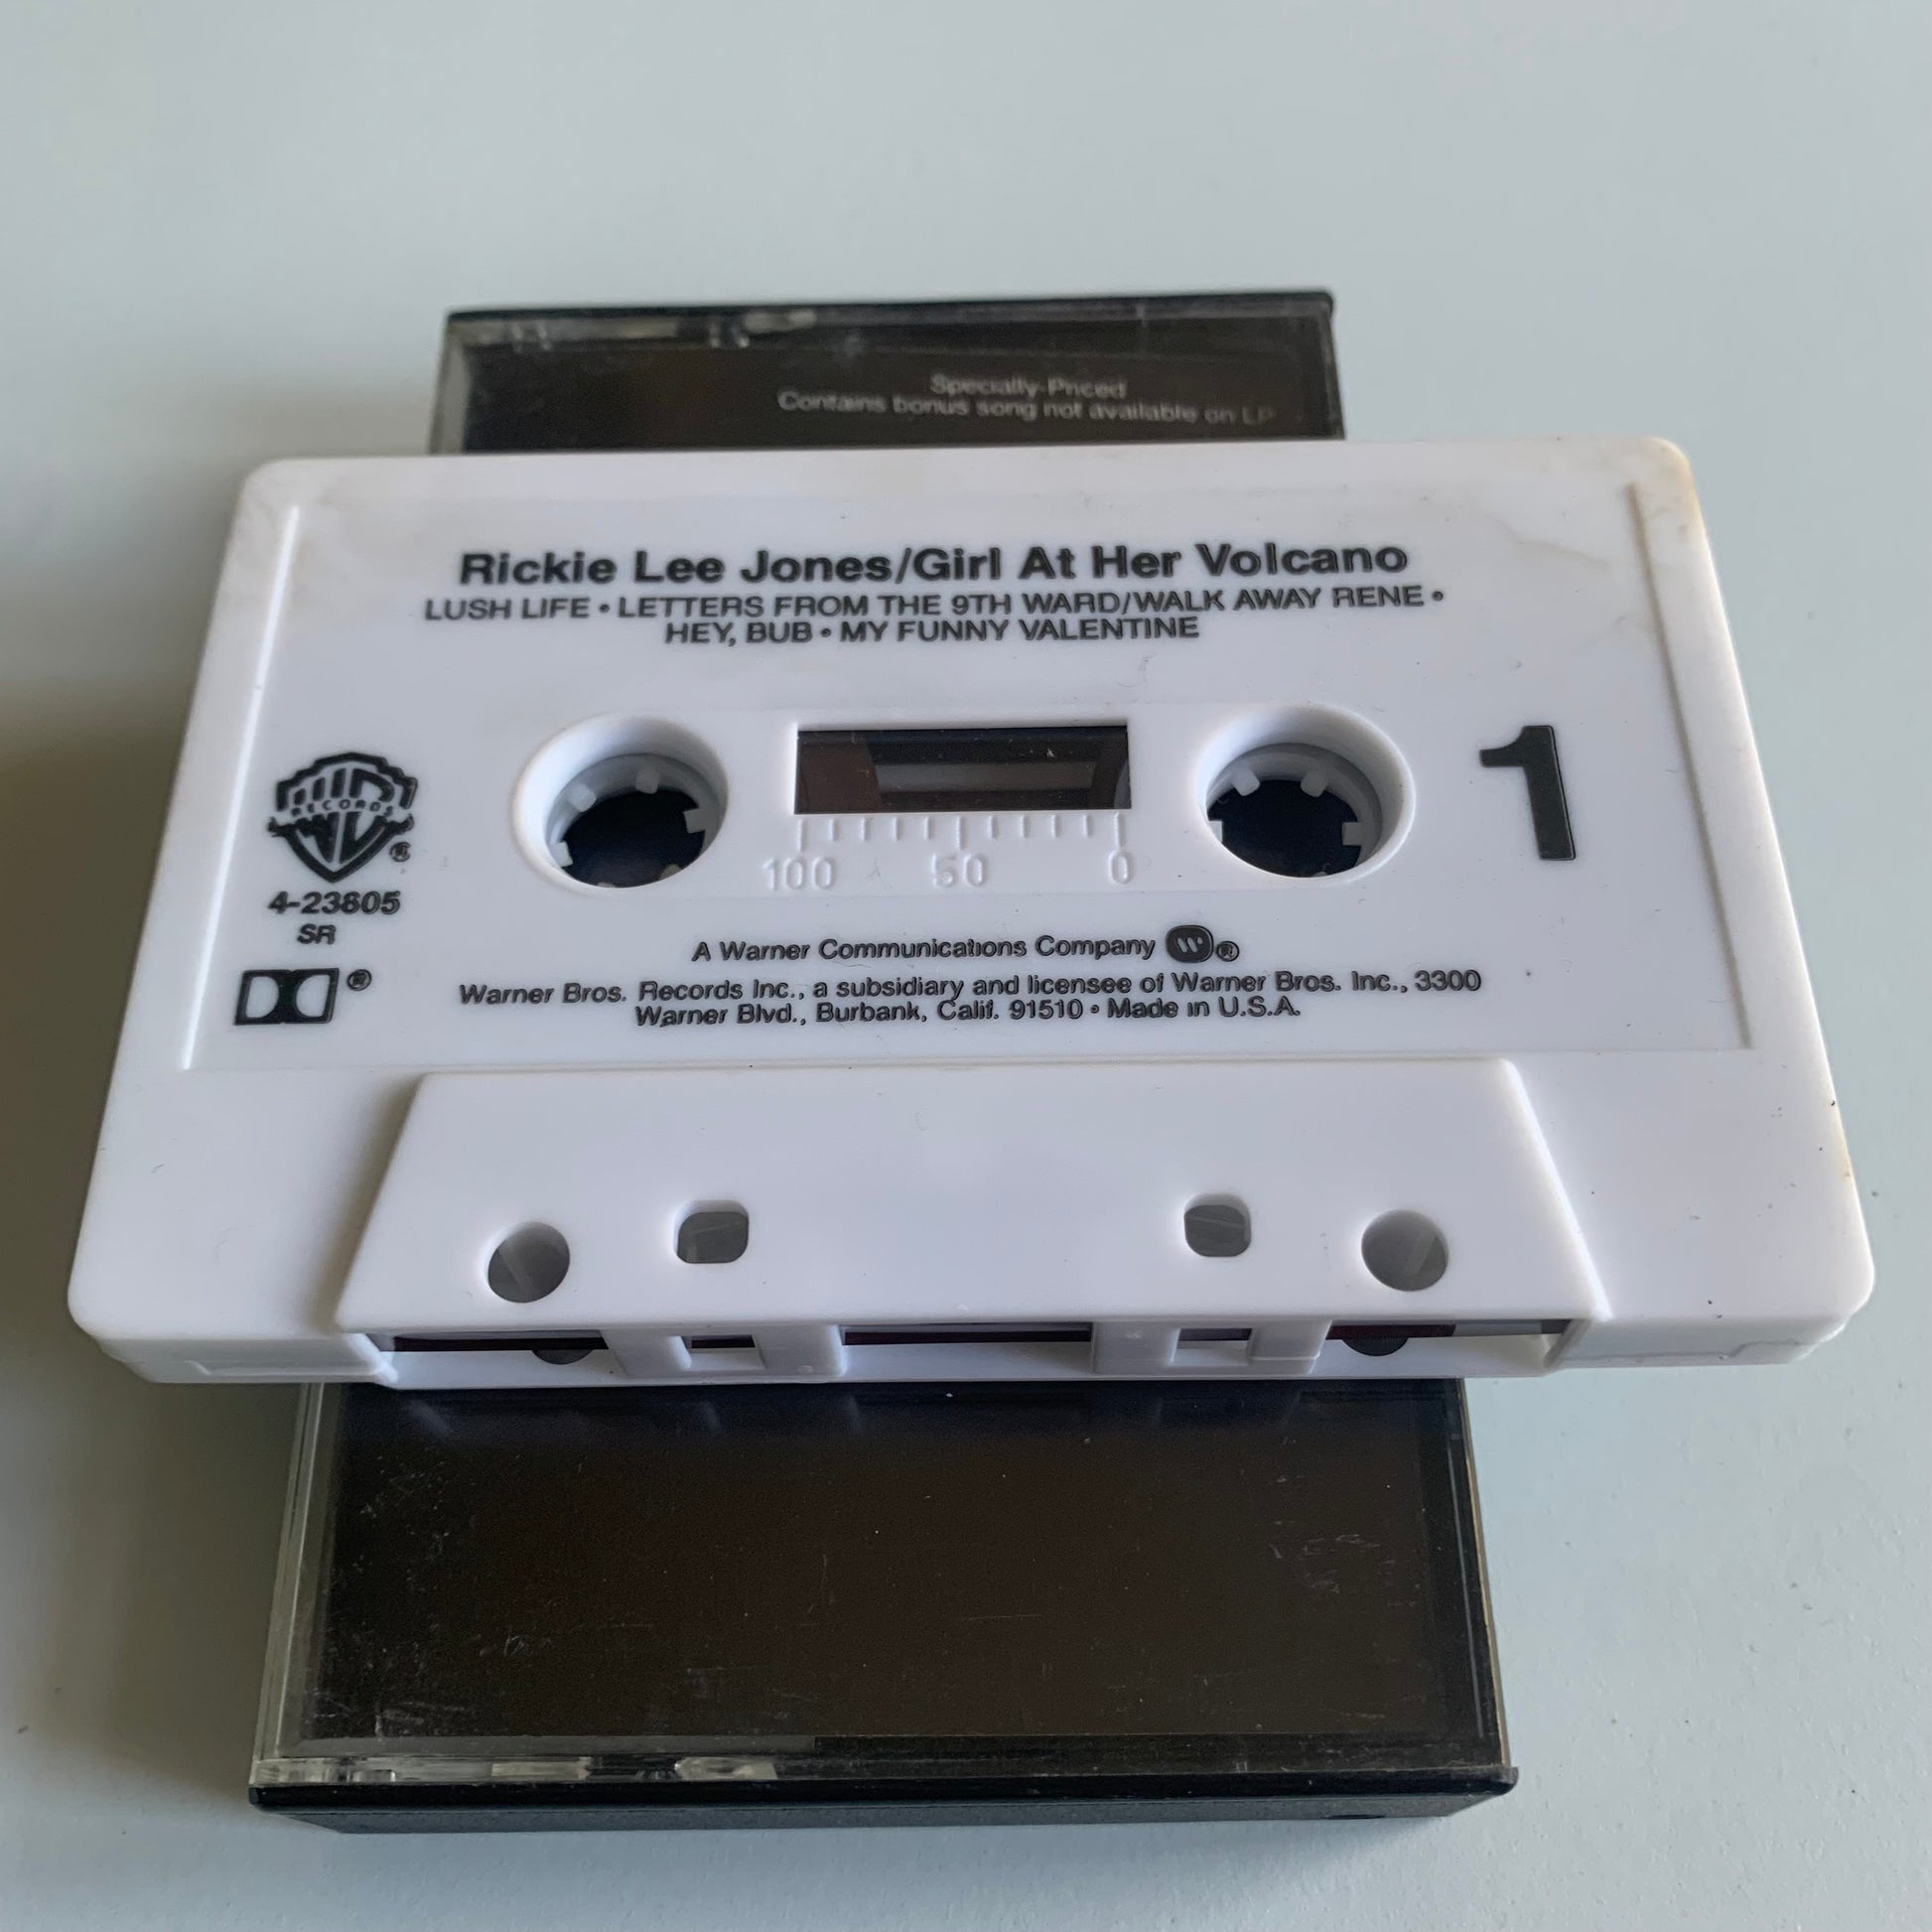 Specially-Priced
Contains bonus song not available on LP
Rickie Lee Jones/Girl At Her Volcano
LUSH LIFE • LETTERS FROM THE 9TH WARD/WALK AWAY RENE •
HEY, BUB • MY FUNNY VALENTINE
1
RECORDS
®
4-23805
SR
®
100 50 0
A Warner Communications Company ®
Warner Bros. Records Inc., a subsidiary and licensee of Warner Bros. Inc., 3300
Warner Blvd., Burbank, Calif. 91510 • Made in U.S.A.